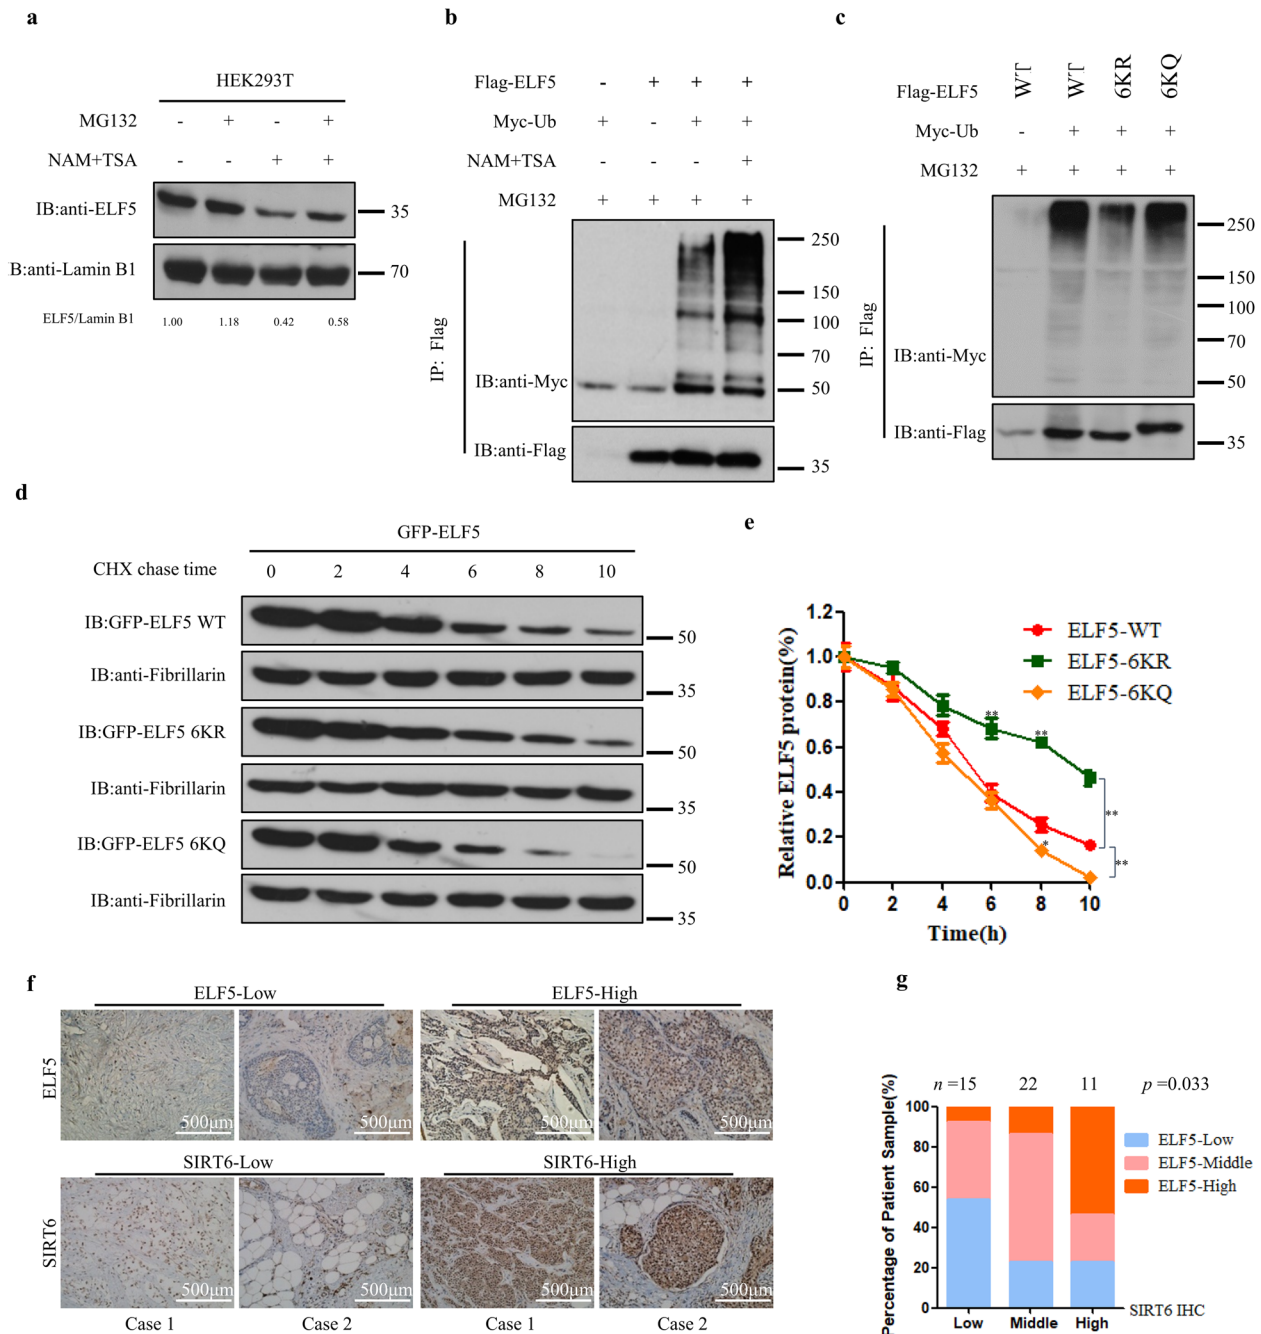 a
HEK293T
MG132 - + - +
NAM+TSA - - + +
IB:anti-ELF5
35
B:anti-Lamin B1
70
ELF5/Lamin B1 1.00 1.18 0.42 0.58
b
Flag-ELF5 - + + +
Myc-Ub + - + +
NAM+TSA - - - +
MG132 + + + +
IP: Flag
250
150
100
70
IB:anti-Myc
50
IB:anti-Flag
35
c
Flag-ELF5 WT WT 6KR 6KQ
Myc-Ub - + + +
MG132 + + + +
IP: Flag
250
150
100
70
IB:anti-Myc
50
IB:anti-Flag
35
d
GFP-ELF5
CHX chase time 0 2 4 6 8 10
IB:GFP-ELF5 WT
50
IB:anti-Fibrillarin
35
IB:GFP-ELF5 6KR
50
IB:anti-Fibrillarin
35
IB:GFP-ELF5 6KQ
50
IB:anti-Fibrillarin
35
e
Relative ELF5 protein(%)
1.2
1.0
0.8
0.6
0.4
0.2
0.0
0 2 4 6 8 10
Time(h)
ELF5-WT
ELF5-6KR
ELF5-6KQ
**
**
*
**
**
f
ELF5-Low ELF5-High
ELF5
500μm 500μm 500μm 500μm
SIRT6-Low SIRT6-High
SIRT6
500μm 500μm 500μm 500μm
Case 1 Case 2 Case 1 Case 2
g
n =15 22 11 p =0.033
Percentage of Patient Sample(%)
100
80
60
40
20
0
Low Middle High
SIRT6 IHC
ELF5-Low
ELF5-Middle
ELF5-High